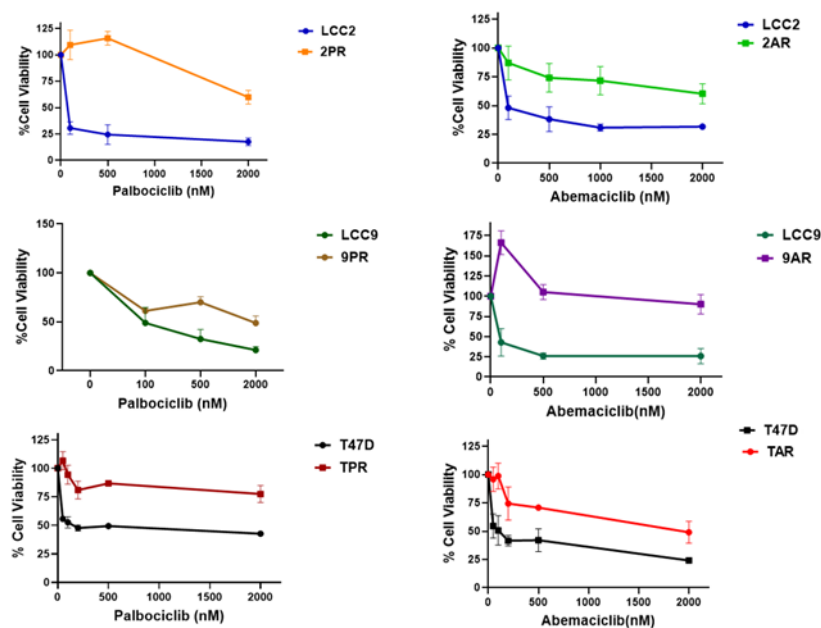 125
100
75
50
25
0
%Cell Viability
0
500
1000
1500
2000
Palbociclib (nM)
LCC2
2PR
125
100
75
50
25
0
%Cell Viability
0
500
1000
1500
2000
Abemaciclib (nM)
LCC2
2AR
150
100
50
0
%Cell Viability
0
100
500
2000
Palbociclib (nM)
LCC9
9PR
175
150
125
100
75
50
25
0
% Cell Viability
0
500
1000
1500
2000
Abemaciclib(nM)
LCC9
9AR
125
100
75
50
25
0
% Cell Viability
0
500
1000
1500
2000
Palbociclib (nM)
T47D
TPR
125
100
75
50
25
0
% Cell Viability
0
500
1000
1500
2000
Abemaciclib(nM)
T47D
TAR